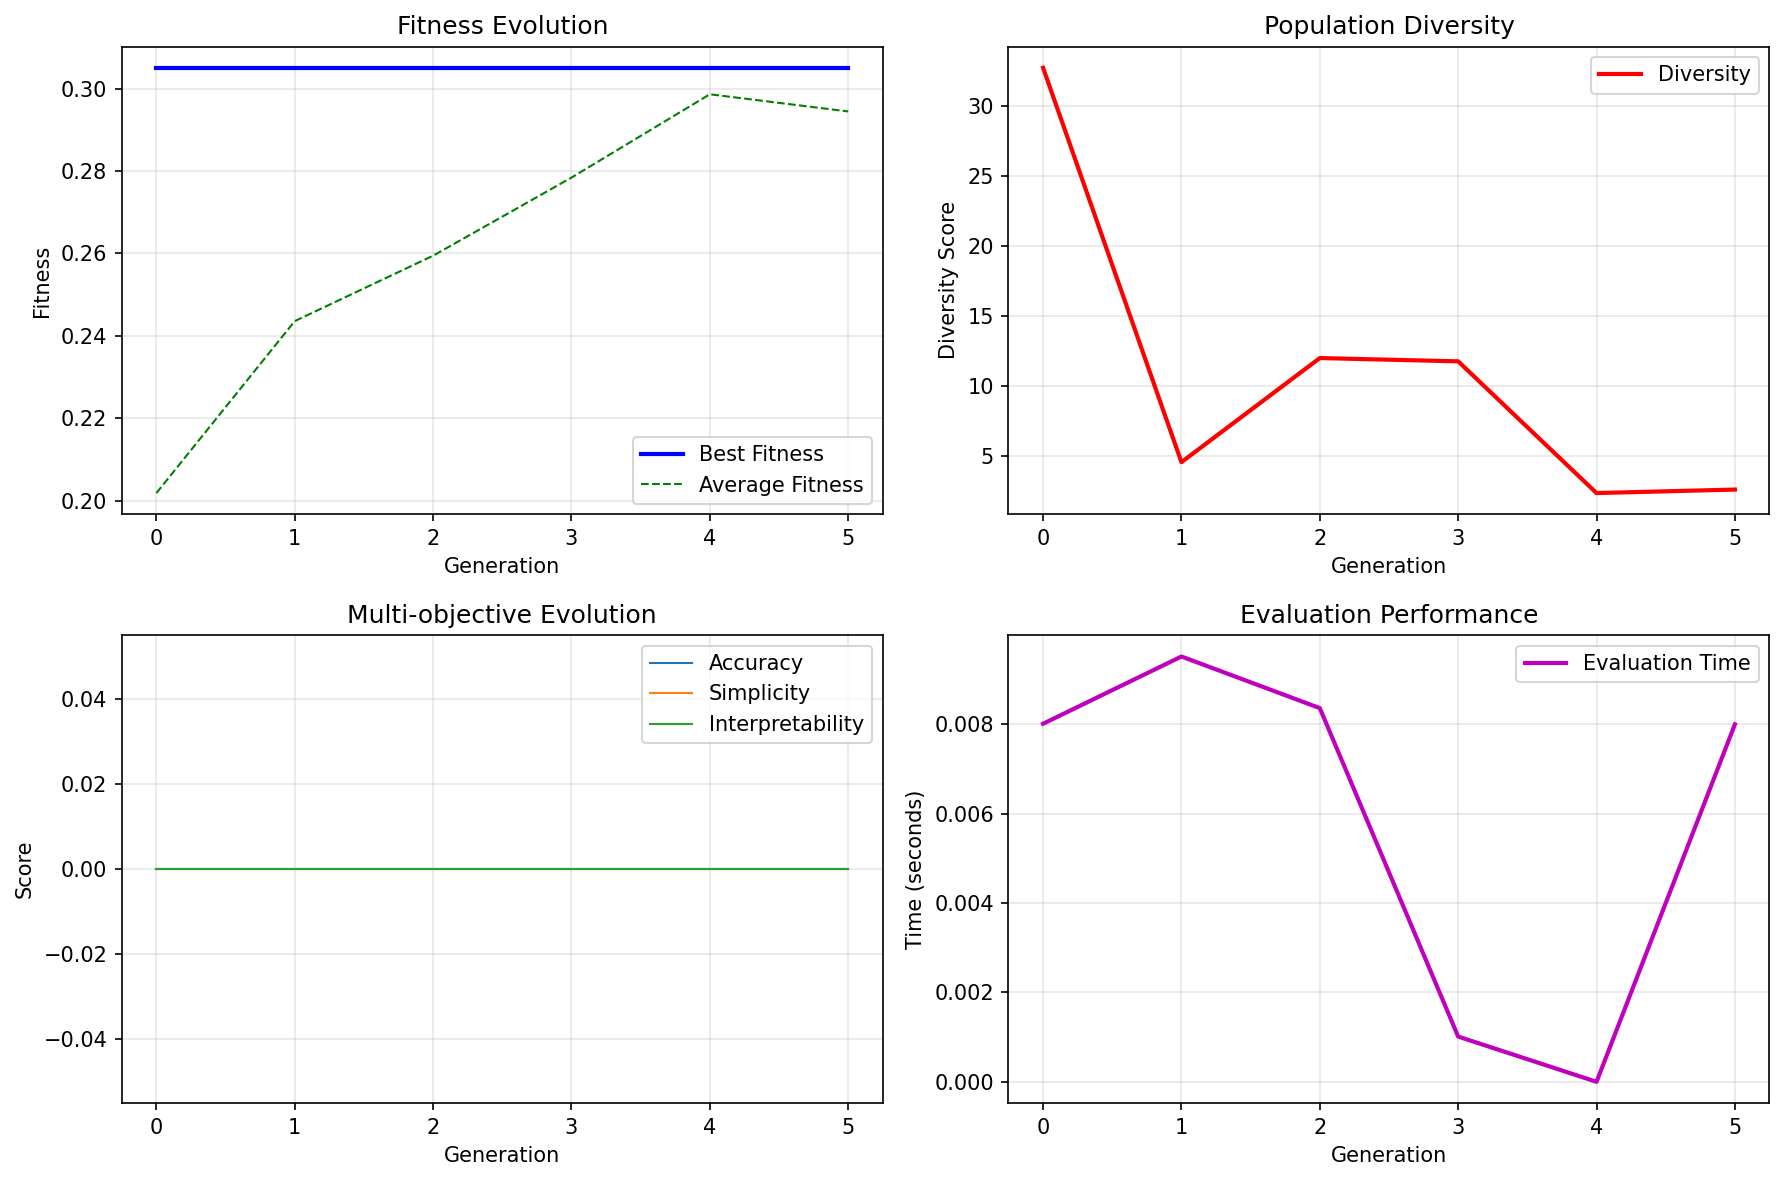 Fitness Evolution
Fitness
0.30
0.28
0.26
0.24
0.22
0.20
Best Fitness
Average Fitness
0 1 2 3 4 5
Generation
Population Diversity
Diversity Score
30
25
20
15
10
5
Diversity
0 1 2 3 4 5
Generation
Multi-objective Evolution
Score
0.04
0.02
0.00
−0.02
−0.04
Accuracy
Simplicity
Interpretability
0 1 2 3 4 5
Generation
Evaluation Performance
Time (seconds)
0.008
0.006
0.004
0.002
0.000
Evaluation Time
0 1 2 3 4 5
Generation